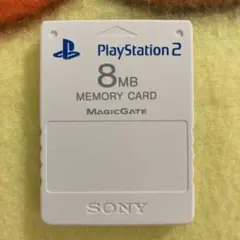 PlayStation 2
8MB
MEMORY CARD
MAGICGATE
SONY